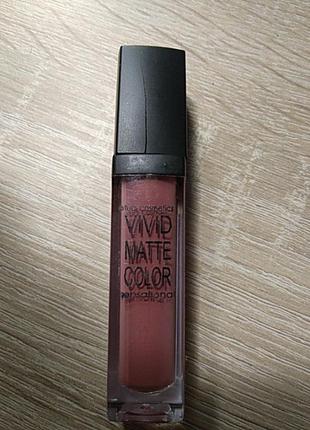 cosmetics
VIVID
MATTE
COLOR
sensational